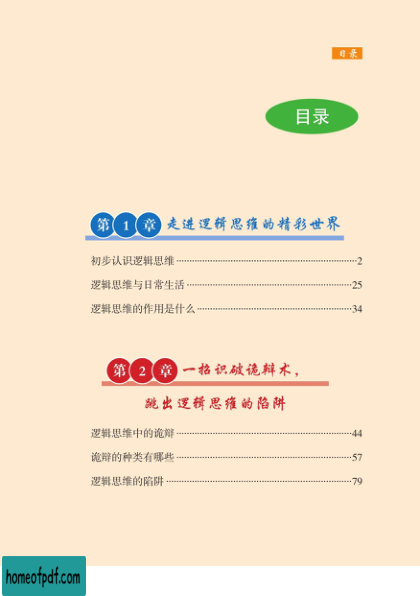 目录
目录
第1章 走进逻辑思维的精彩世界
初步认识逻辑思维 ································ 2
逻辑思维与日常生活 ································ 25
逻辑思维的作用是什么 ································ 34
第2章 一招识破诡辩术，
跳出逻辑思维的陷阱
逻辑思维中的诡辩 ································ 44
诡辩的种类有哪些 ································ 57
逻辑思维的陷阱 ································ 79
homeofpdf.com